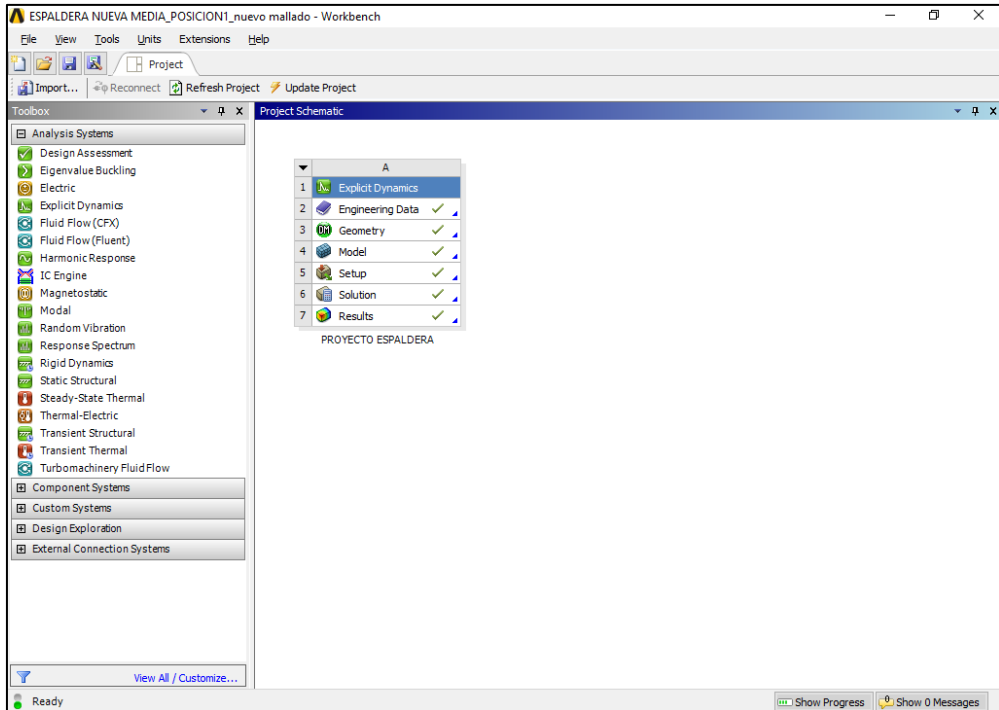 ESPALDERA NUEVA MEDIA_POSICION1_nuevo mallado - Workbench
File View Tools Units Extensions Help
Project
Import... Reconnect Refresh Project Update Project
Toolbox
Project Schematic
Analysis Systems
Design Assessment
Eigenvalue Buckling
Electric
Explicit Dynamics
Fluid Flow (CFX)
Fluid Flow (Fluent)
Harmonic Response
IC Engine
Magnetostatic
Modal
Random Vibration
Response Spectrum
Rigid Dynamics
Static Structural
Steady-State Thermal
Thermal-Electric
Transient Structural
Transient Thermal
Turbomachinery Fluid Flow
Component Systems
Custom Systems
Design Exploration
External Connection Systems
View All / Customize...
A
1 Explicit Dynamics
2 Engineering Data
3 Geometry
4 Model
5 Setup
6 Solution
7 Results
PROYECTO ESPALDERA
Ready
Show Progress
Show 0 Messages